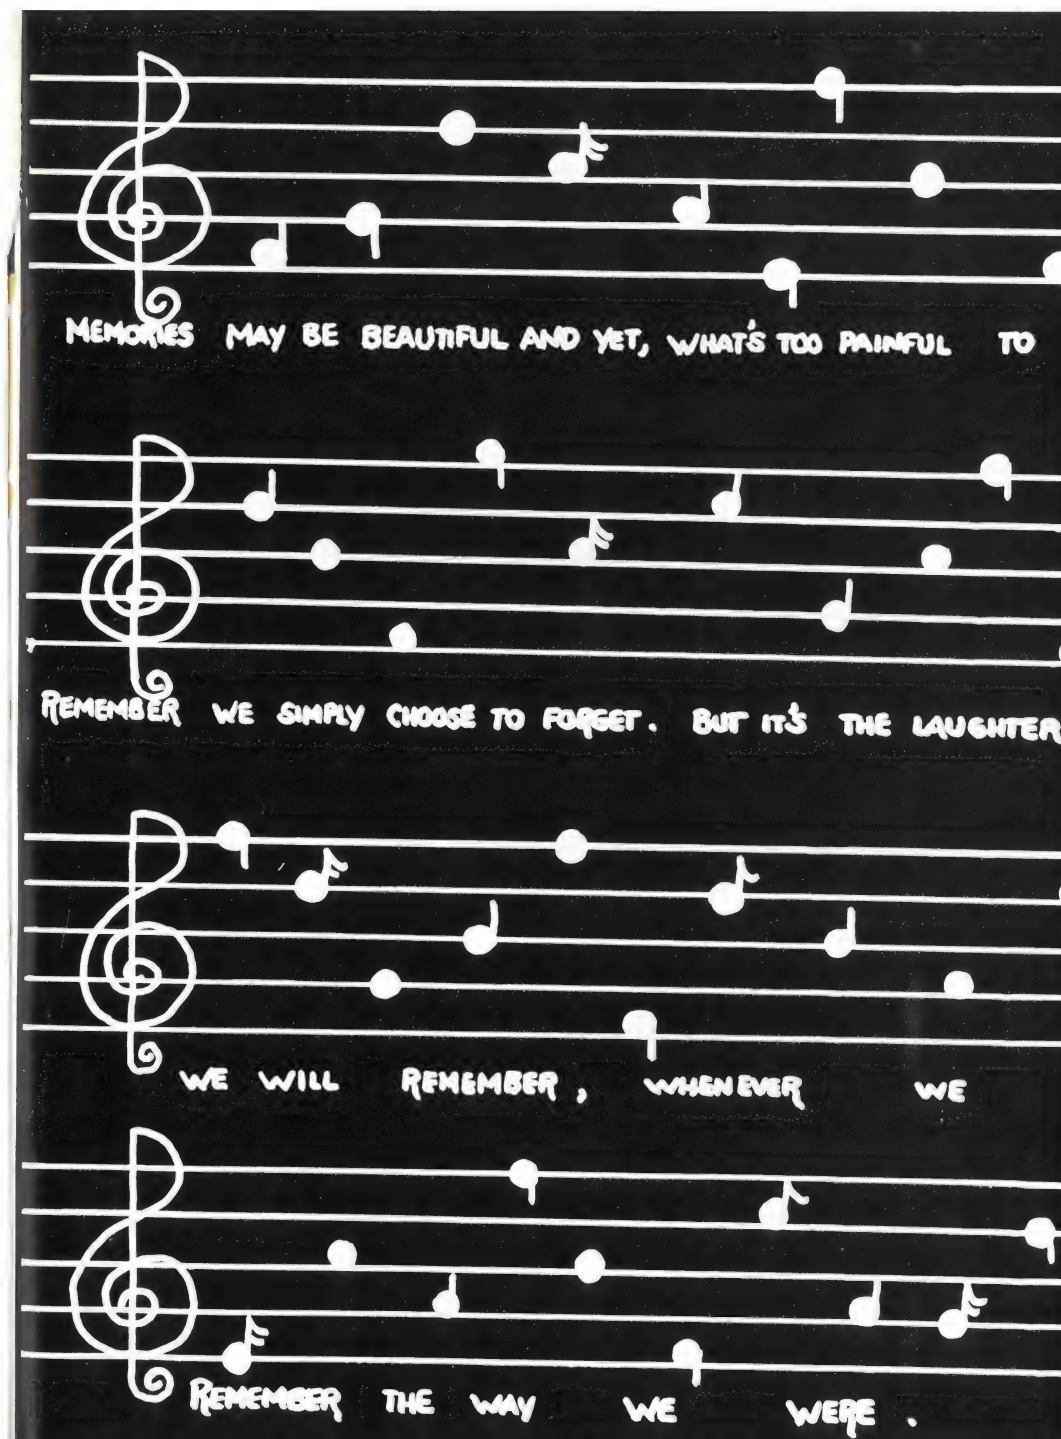 MEMORIES MAY BE BEAUTIFUL AND YET, WHAT'S TOO PAINFUL TO
REMEMBER WE SIMPLY CHOOSE TO FORGET. BUT IT'S THE LAUGHTER
WE WILL REMEMBER, WHENEVER WE
REMEMBER THE WAY WE WERE.